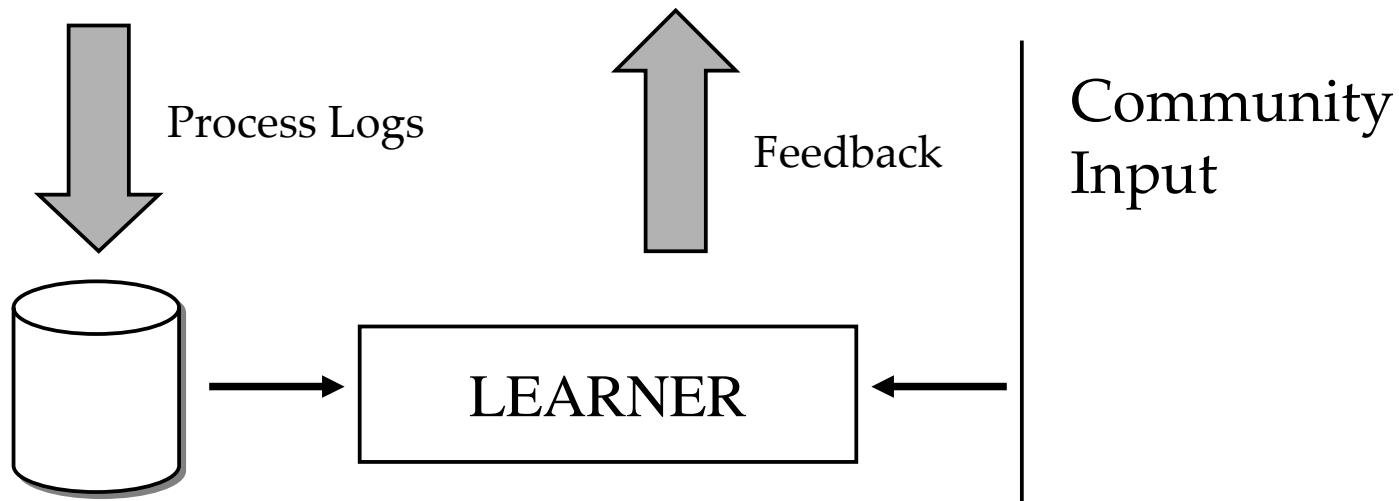 Process Logs
Feedback
Community
Input
LEARNER